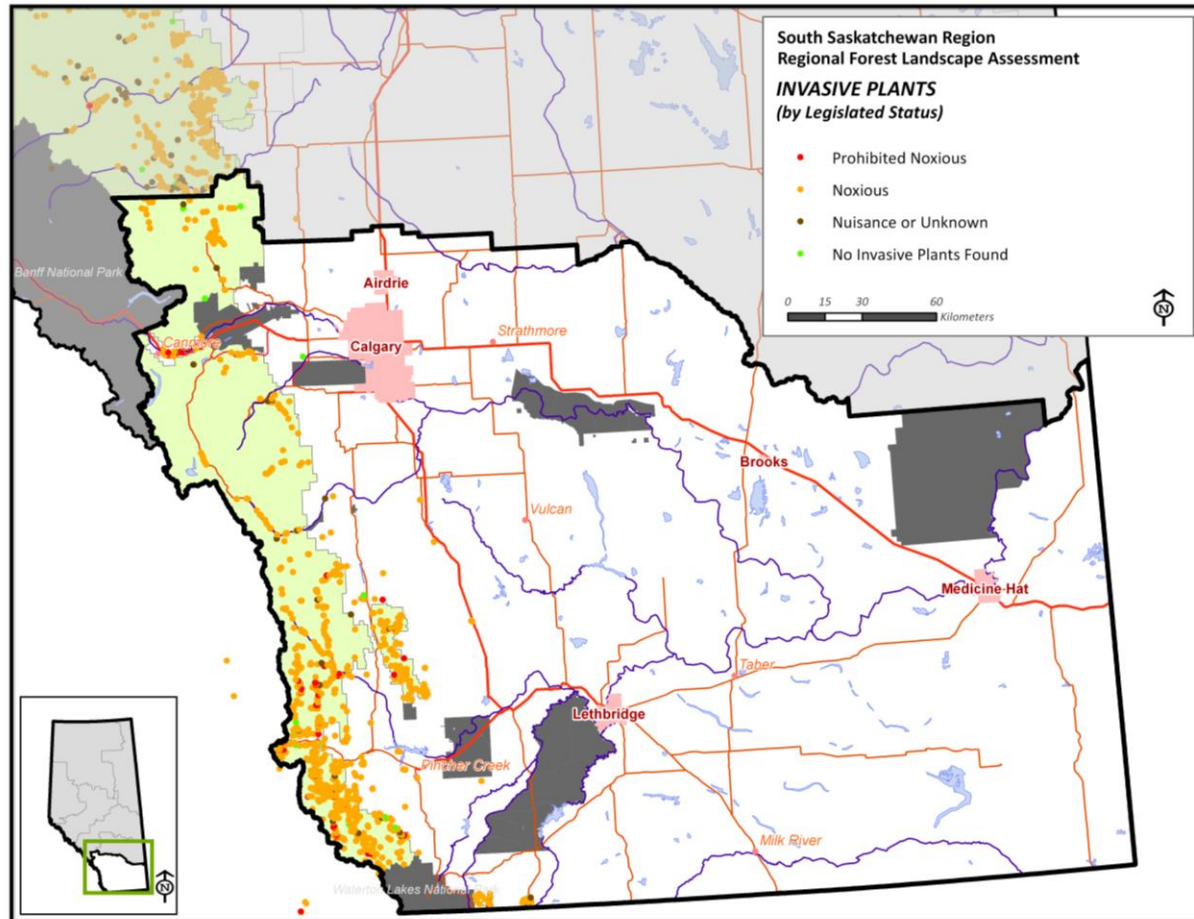 South Saskatchewan Region
Regional Forest Landscape Assessment
INVASIVE PLANTS
(by Legislated Status)
Prohibited Noxious
Noxious
Nuisance or Unknown
No Invasive Plants Found
0 15 30 60
Kilometers
N
Banff National Park
Airdrie
Canmore
Calgary
Strathmore
Brooks
Vulcan
Medicine Hat
Taber
Lethbridge
Pincher Creek
Milk River
Waterton Lakes National Park
N